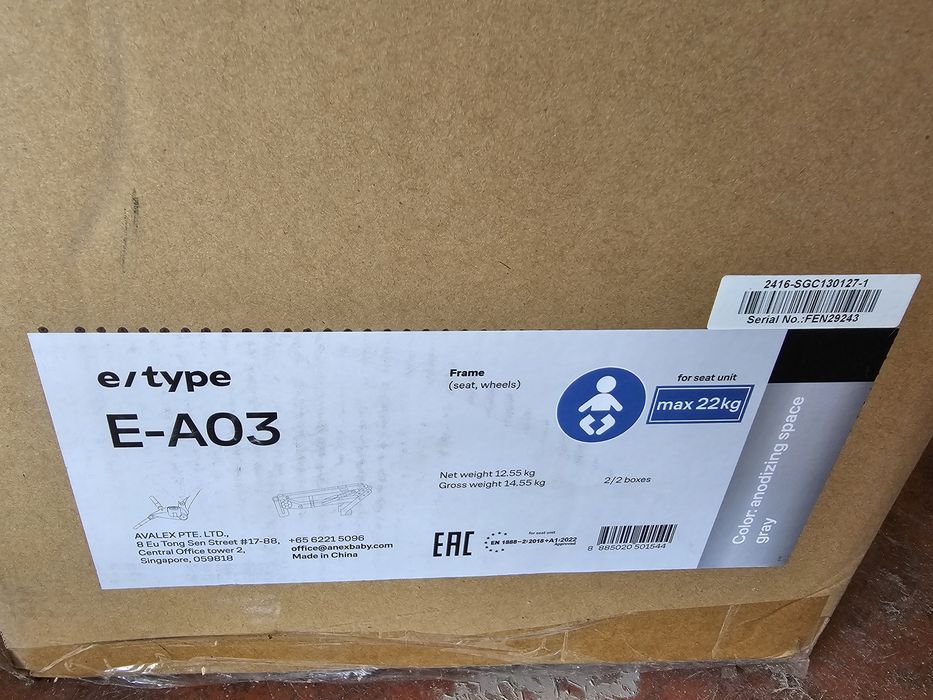 2416-SGC130127-1
Serial No.:FEN29243
e/type
E-A03
Frame
(seat, wheels)
for seat unit
max 22kg
Net weight 12.55 kg
Gross weight 14.55 kg
2/2 boxes
Color: anodizing space
gray
AVALEX PTE. LTD.,
8 Eu Tong Sen Street #17-88,
Central Office tower 2,
Singapore, 059818
+65 6221 5096
office@anexbaby.com
Made in China
EAC
for seat unit
EN 1888-2:2018+A1:2022
Approved
8 885020 501544